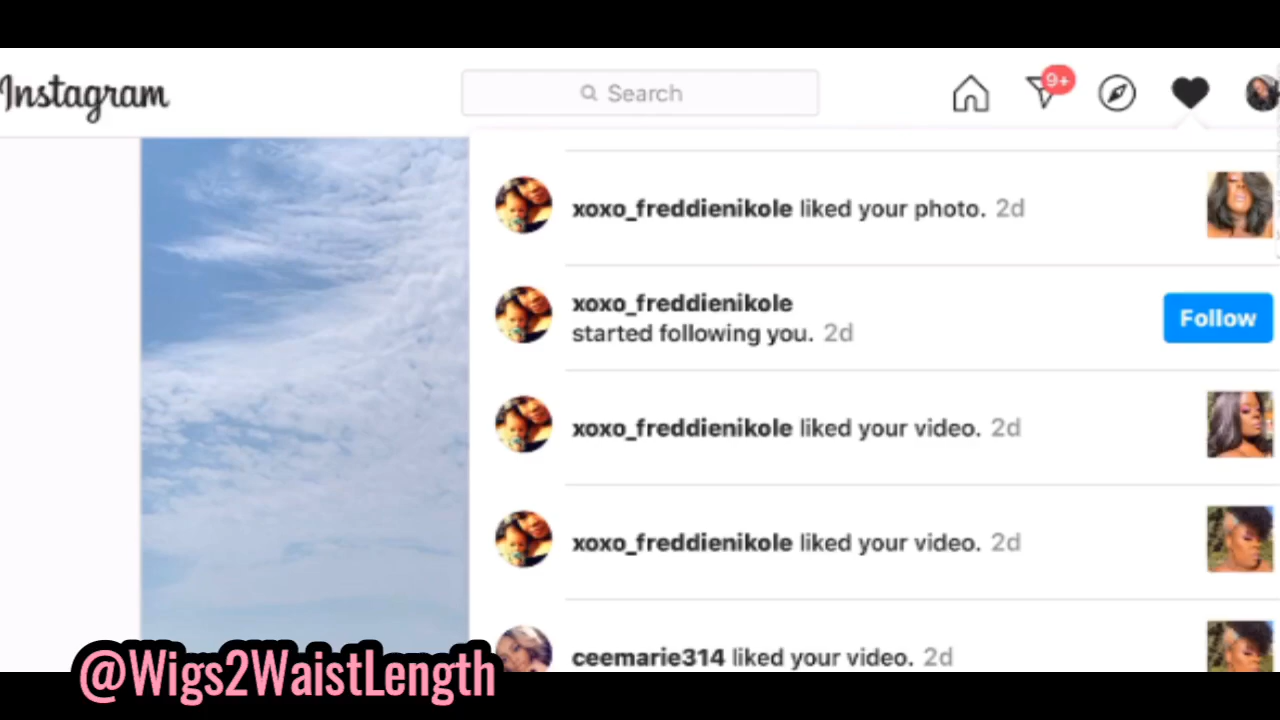 Instagram
Search
9+
xoxo_freddienikole liked your photo. 2d
xoxo_freddienikole
started following you. 2d
Follow
xoxo_freddienikole liked your video. 2d
xoxo_freddienikole liked your video. 2d
ceemarie314 liked your video. 2d
@Wigs2WaistLength